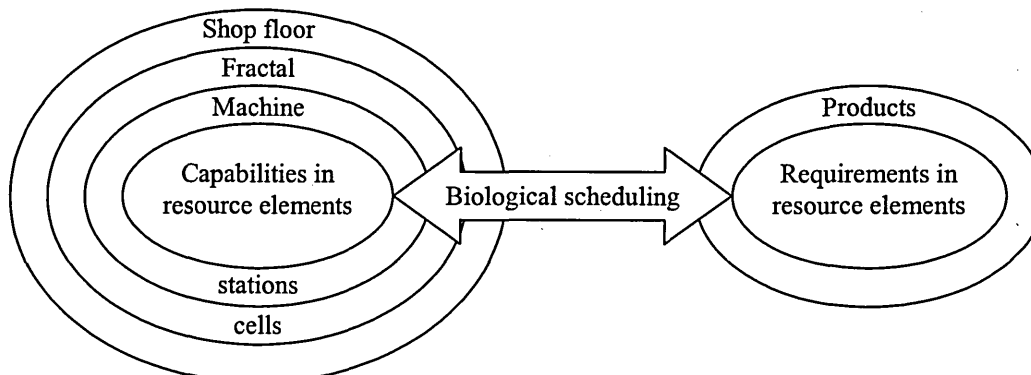 Shop floor
Fractal
Machine
Capabilities in
resource elements
stations
cells
Biological scheduling
Products
Requirements in
resource elements